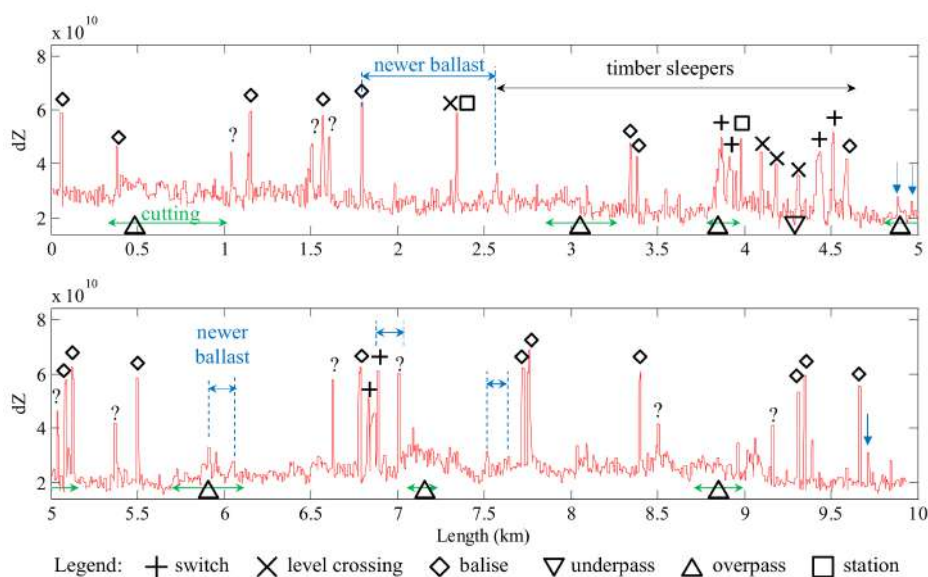 x 10^10
8
6
4
2
dZ
newer ballast
timber sleepers
? ? ?
cutting
0 0.5 1 1.5 2 2.5 3 3.5 4 4.5 5
x 10^10
8
6
4
2
dZ
newer
ballast
? ? ? ? ? ?
5 5.5 6 6.5 7 7.5 8 8.5 9 9.5 10
Length (km)
Legend: switch level crossing balise underpass overpass station